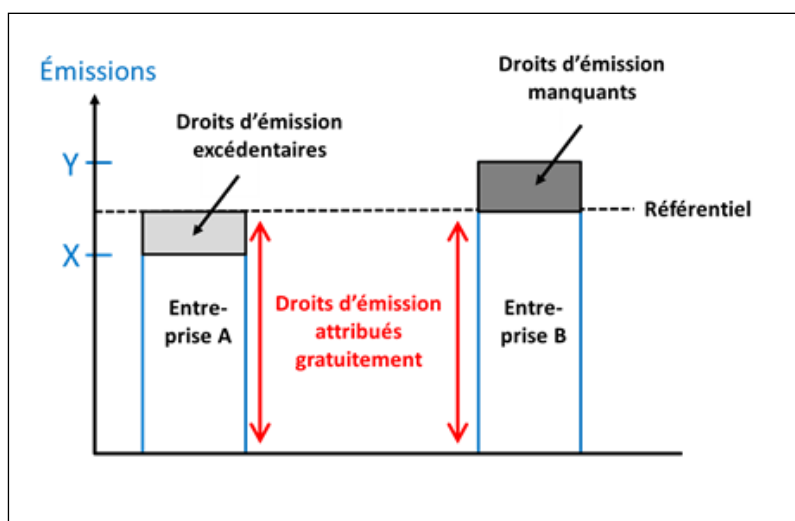 Émissions
Droits d'émission
manquants
Droits d'émission
excédentaires
Y
Référentiel
X
Entre-
prise A
Droits d'émission
attribués
gratuitement
Entre-
prise B